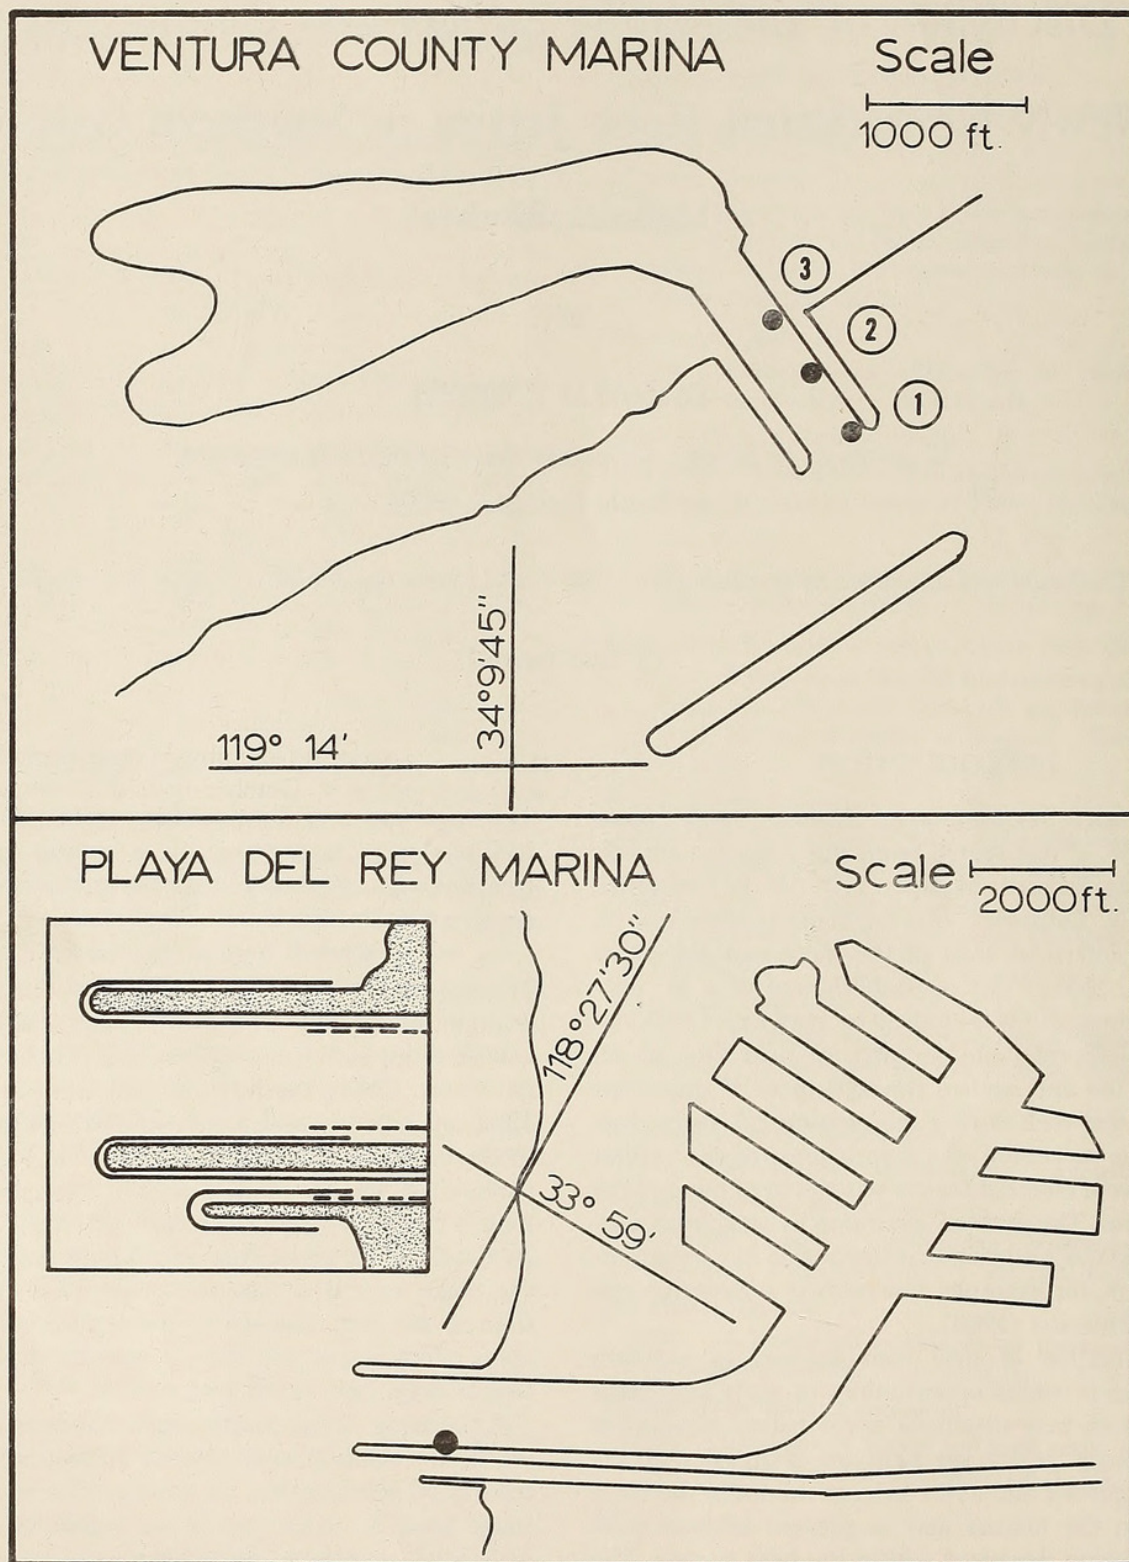 VENTURA COUNTY MARINA
Scale
1000 ft.
3
2
1
34°9'45"
119° 14'
PLAYA DEL REY MARINA
Scale
2000ft.
118°27'30"
33° 59'